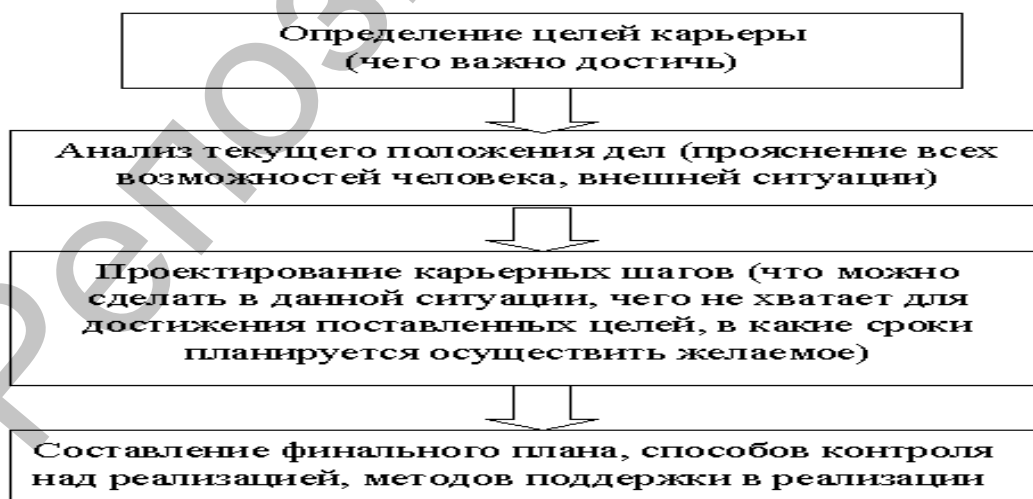 Определение целей карьеры
(чего важно достичь)
Анализ текущего положения дел (прояснение всех
возможностей человека, внешней ситуации)
Проектирование карьерных шагов (что можно
сделать в данной ситуации, чего не хватает для
достижения поставленных целей, в какие сроки
планируется осуществить желаемое)
Составление финального плана, способов контроля
над реализацией, методов поддержки в реализации